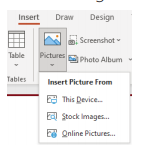 Insert Draw Design
Table
Pictures
Screenshot
Photo Album
Tables
Insert Picture From
This Device...
Stock Images...
Online Pictures...